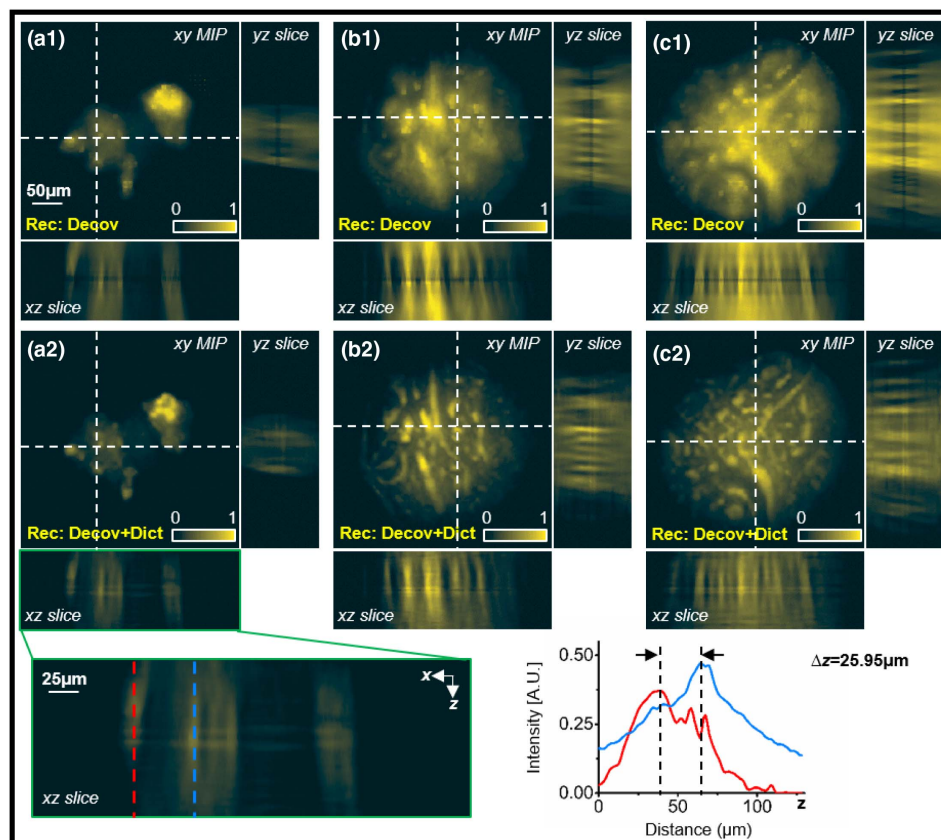 (a1) xy MIP yz slice
50μm
Rec: Decov 0 1
xz slice
(b1) xy MIP yz slice
Rec: Decov 0 1
xz slice
(c1) xy MIP yz slice
Rec: Decov 0 1
xz slice
(a2) xy MIP yz slice
Rec: Decov+Dict 0 1
xz slice
(b2) xy MIP yz slice
Rec: Decov+Dict 0 1
xz slice
(c2) xy MIP yz slice
Rec: Decov+Dict 0 1
xz slice
25μm x
z
xz slice
Δz=25.95μm
Intensity [A.U.]
0.50
0.25
0.00
0 50 100 z
Distance (μm)